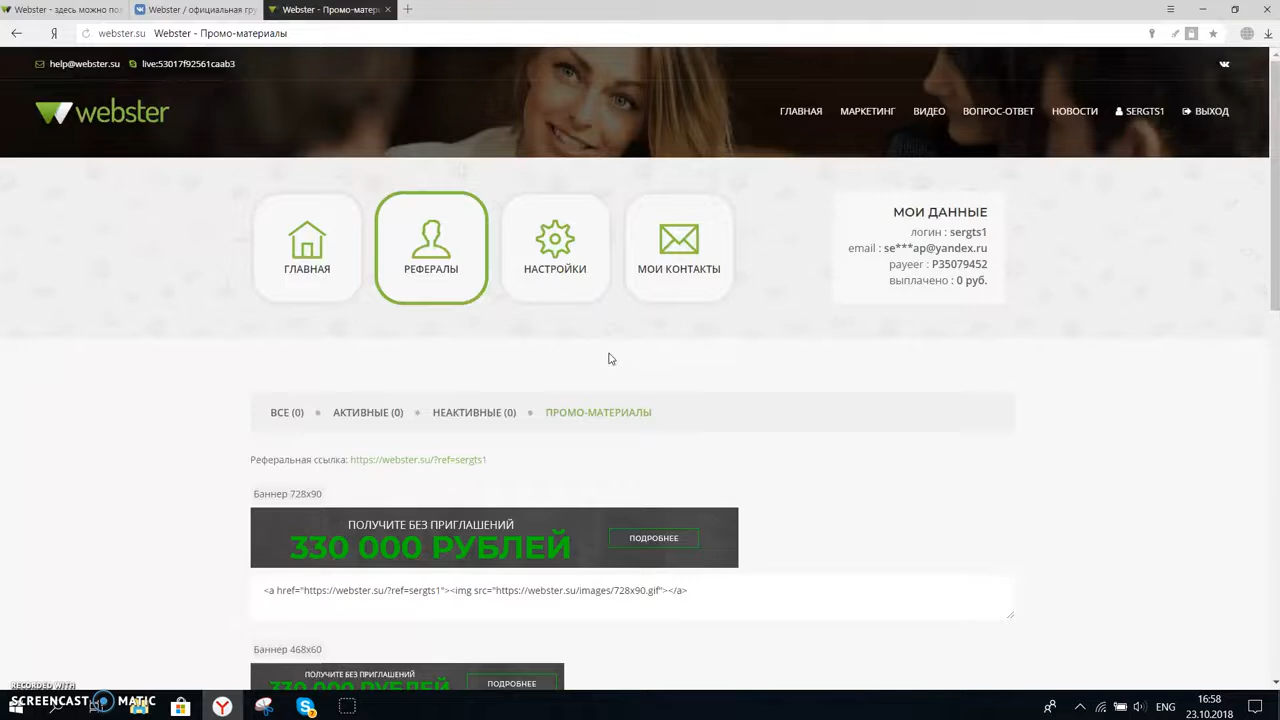 Webster - здесь можно пол
Webster / официальная гру
Webster - Промо-матери
webster.su
Webster - Промо-материалы
help@webster.su
live:53017f92561caab3
webster
ГЛАВНАЯ
МАРКЕТИНГ
ВИДЕО
ВОПРОС-ОТВЕТ
НОВОСТИ
SERGTS1
ВЫХОД
ГЛАВНАЯ
РЕФЕРАЛЫ
НАСТРОЙКИ
МОИ КОНТАКТЫ
МОИ ДАННЫЕ
логин : sergts1
email : se***ap@yandex.ru
payeer : P35079452
выплачено : 0 руб.
ВСЕ (0)
АКТИВНЫЕ (0)
НЕАКТИВНЫЕ (0)
ПРОМО-МАТЕРИАЛЫ
Реферальная ссылка: https://webster.su/?ref=sergts1
Баннер 728x90
ПОЛУЧИТЕ БЕЗ ПРИГЛАШЕНИЙ
330 000 РУБЛЕЙ
ПОДРОБНЕЕ
<a href="https://webster.su/?ref=sergts1"><img src="https://webster.su/images/728x90.gif"></a>
Баннер 468x60
ПОЛУЧИТЕ БЕЗ ПРИГЛАШЕНИЙ
330 000 РУБЛЕЙ
ПОДРОБНЕЕ
RECORDED WITH
SCREENCAST MATIC
ENG
16:58
23.10.2018